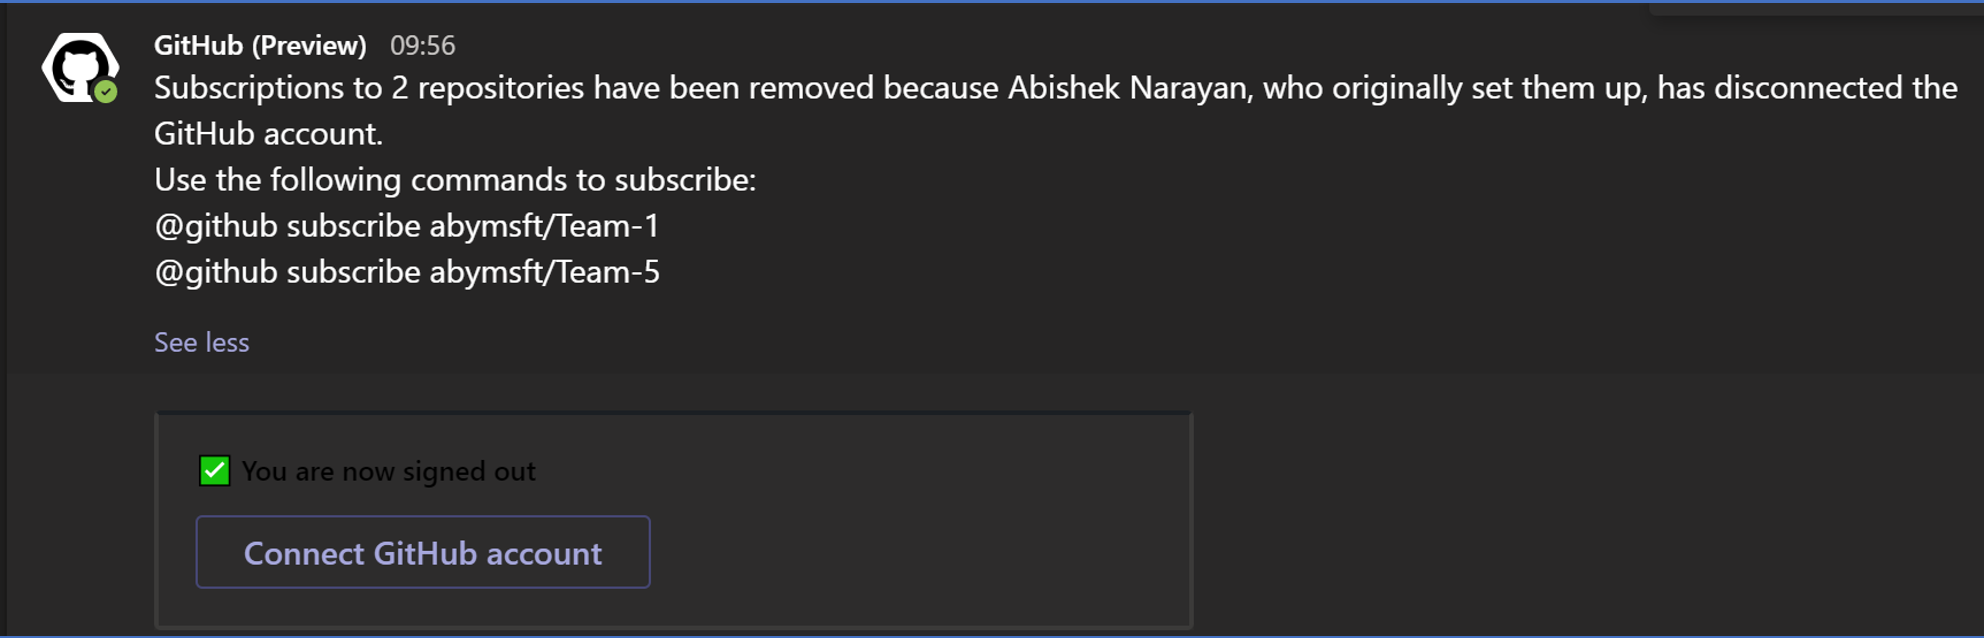 GitHub (Preview) 09:56
Subscriptions to 2 repositories have been removed because Abishek Narayan, who originally set them up, has disconnected the
GitHub account.
Use the following commands to subscribe:
@github subscribe abymsft/Team-1
@github subscribe abymsft/Team-5
See less
You are now signed out
Connect GitHub account